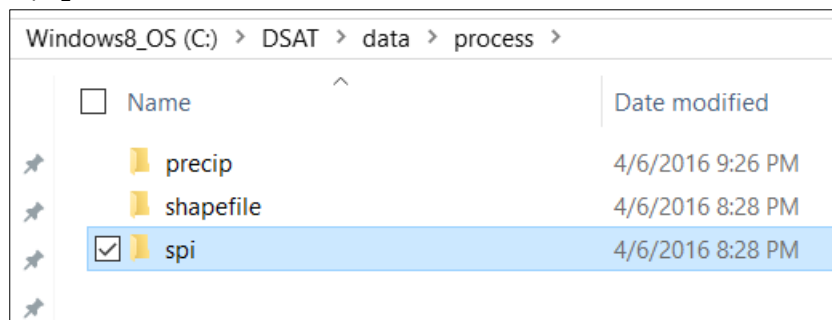 Windows8_OS (C:) > DSAT > data > process >
Name Date modified
precip 4/6/2016 9:26 PM
shapefile 4/6/2016 8:28 PM
spi 4/6/2016 8:28 PM